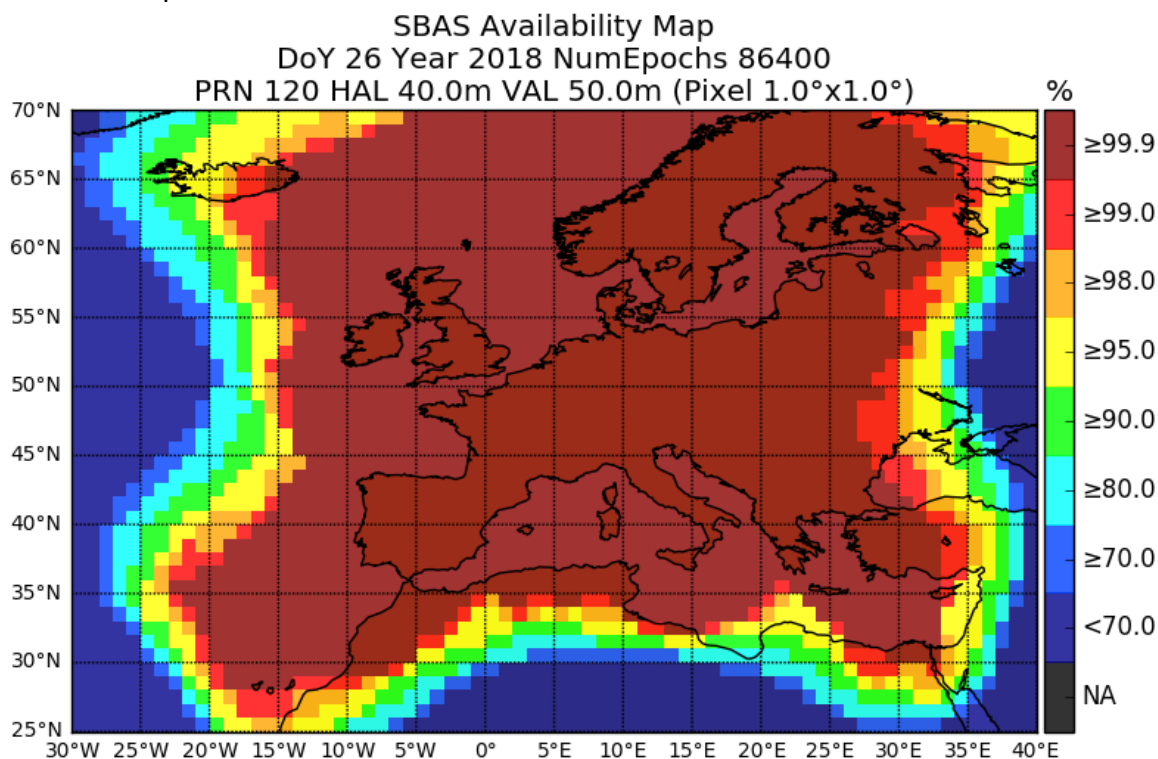 SBAS Availability Map
DoY 26 Year 2018 NumEpochs 86400
PRN 120 HAL 40.0m VAL 50.0m (Pixel 1.0°x1.0°)
%
70°N
65°N
60°N
55°N
50°N
45°N
40°N
35°N
30°N
25°N
≥99.9
≥99.0
≥98.0
≥95.0
≥90.0
≥80.0
≥70.0
<70.0
NA
30°W 25°W 20°W 15°W 10°W 5°W 0° 5°E 10°E 15°E 20°E 25°E 30°E 35°E 40°E